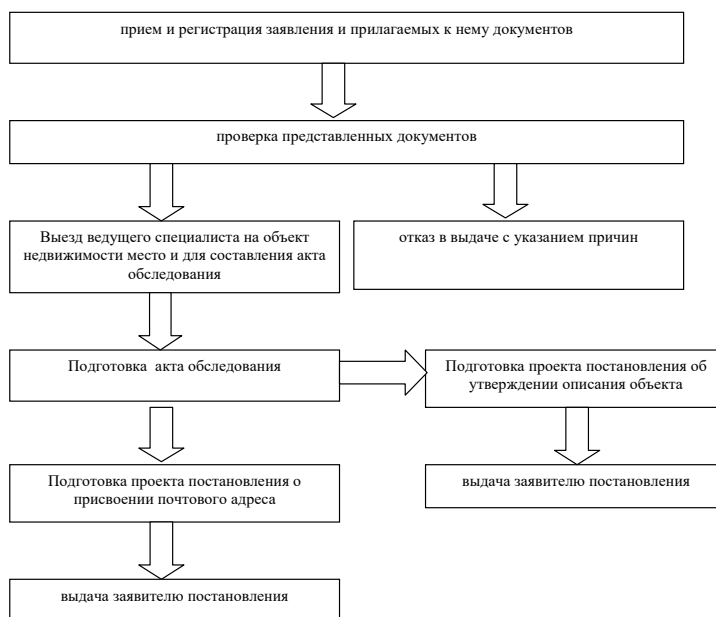 прием и регистрация заявления и прилагаемых к нему документов
проверка представленных документов
Выезд ведущего специалиста на объект
недвижимости место и для составления акта
обследования
отказ в выдаче с указанием причин
Подготовка акта обследования
Подготовка проекта постановления об
утверждении описания объекта
Подготовка проекта постановления о
присвоении почтового адреса
выдача заявителю постановления
выдача заявителю постановления